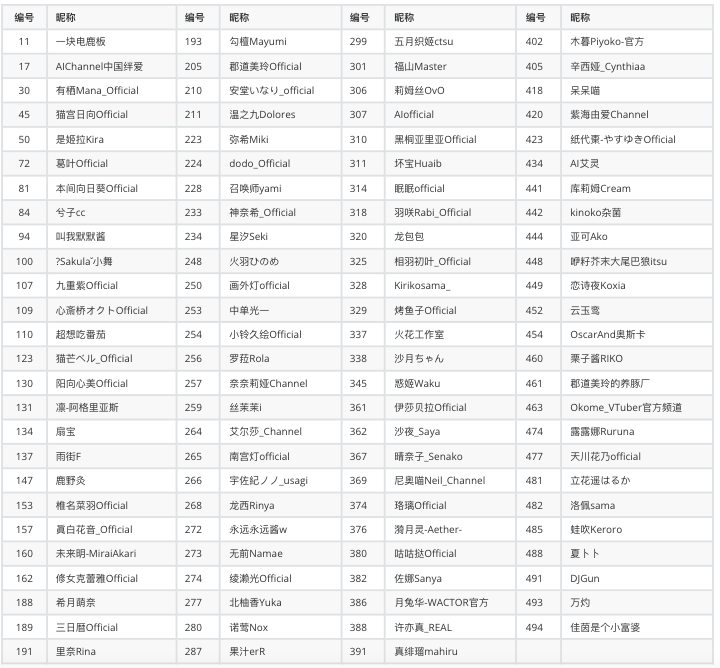 编号 昵称 编号 昵称 编号 昵称 编号 昵称
11 一块电鹿板 193 勾檀Mayumi 299 五月织姬ctsu 402 木暮Piyoko-官方
17 AIChannel中国绊爱 205 郡道美玲Official 301 福山Master 405 辛西娅_Cynthiaa
30 有栖Mana_Official 210 安堂いなり_official 306 莉姆丝OvO 418 呆呆喵
45 猫宫日向Official 211 温之九Dolores 307 AIofficial 420 紫海由爱Channel
50 是姬拉Kira 223 弥希Miki 310 黑桐亚里亚Official 423 纸代柬-やすゆきOfficial
72 葛叶Official 224 dodo_Official 311 坏宝Huaib 434 AI艾灵
81 本间向日葵Official 228 召唤师yami 314 眠眠official 441 库莉姆Cream
84 兮子cc 233 神奈希_Official 318 羽咲Rabi_Official 442 kinoko杂菌
94 叫我默默酱 234 星汐Seki 320 龙包包 444 亚可Ako
100 ?Sakula˘小舞 248 火羽ひのめ 325 相羽初叶_Official 448 咿籽芥末大尾巴狼itsu
107 九重紫Official 250 画外灯official 328 Kirikosama_ 449 恋诗夜Koxia
109 心斎桥オクトOfficial 253 中单光一 329 烤鱼子Official 452 云玉鸾
110 超想吃番茄 254 小铃久绘Official 337 火花工作室 454 OscarAnd奥斯卡
123 猫芒ベル_Official 256 罗菈Rola 338 沙月ちゃん 460 栗子酱RIKO
130 阳向心美Official 257 奈奈莉娅Channel 345 惑姬Waku 461 郡道美玲的养豚厂
131 凛-阿格里亚斯 259 丝茉茉i 361 伊莎贝拉Official 463 Okome_VTuber官方频道
134 扇宝 264 艾尔莎_Channel 362 沙夜_Saya 474 露露娜Ruruna
137 雨街F 265 南宫灯official 367 晴奈子_Senako 477 天川花乃official
147 鹿野灸 266 宇佐紀ノノ_usagi 369 尼奥喵Neil_Channel 481 立花遥はるか
153 椎名菜羽Official 268 龙西Rinya 374 珞璃Official 482 洛佩sama
157 眞白花音_Official 272 永远永远酱w 376 漪月灵-Aether- 485 蛙吹Keroro
160 未来明-MiraiAkari 273 无前Namae 380 咕咕挞Official 488 夏卜卜
162 修女克蕾雅Official 274 绫濑光Official 382 佐娜Sanya 491 DJGun
188 希月萌奈 277 北柚香Yuka 386 月兔华-WACTOR官方 493 万灼
189 三日暦Official 280 诺莺Nox 388 许亦真_REAL 494 佳茵是个小富婆
191 里奈Rina 287 果汁erR 391 真绯瑠mahiru